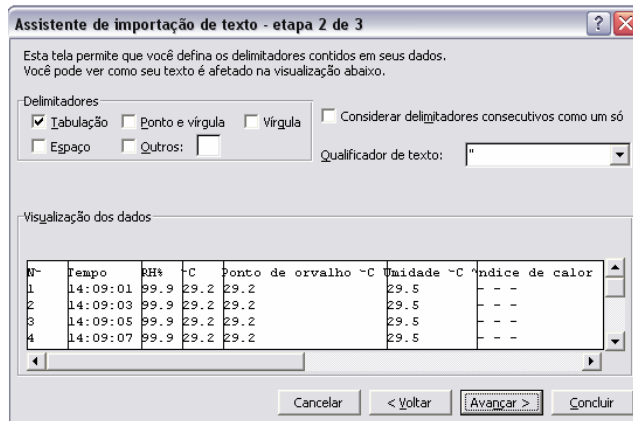 Assistente de importação de texto - etapa 2 de 3
Esta tela permite que você defina os delimitadores contidos em seus dados.
Você pode ver como seu texto é afetado na visualização abaixo.
Delimitadores
Tabulação Ponto e vírgula Vírgula
Espaço Outros:
Considerar delimitadores consecutivos como um só
Qualificador de texto: "
Visualização dos dados
N~ Tempo RH% ~C Ponto de orvalho ~C Umidade ~C ^ndice de calor
1 14:09:01 99.9 29.2 29.2 29.5 - - -
2 14:09:03 99.9 29.2 29.2 29.5 - - -
3 14:09:05 99.9 29.2 29.2 29.5 - - -
4 14:09:07 99.9 29.2 29.2 29.5 - - -
Cancelar < Voltar Avançar > Concluir